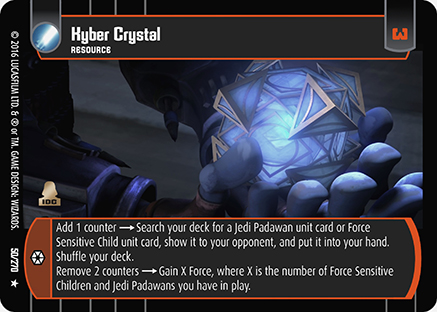 Kyber Crystal
RESOURCE
© 2016 LUCASFILM LTD. & ® or TM. GAME DESIGN: WIZARDS.
IDC
Add 1 counter → Search your deck for a Jedi Padawan unit card or Force
Sensitive Child unit card, show it to your opponent, and put it into your hand.
Shuffle your deck.
Remove 2 counters → Gain X Force, where X is the number of Force Sensitive
Children and Jedi Padawans you have in play.
50/270 ★